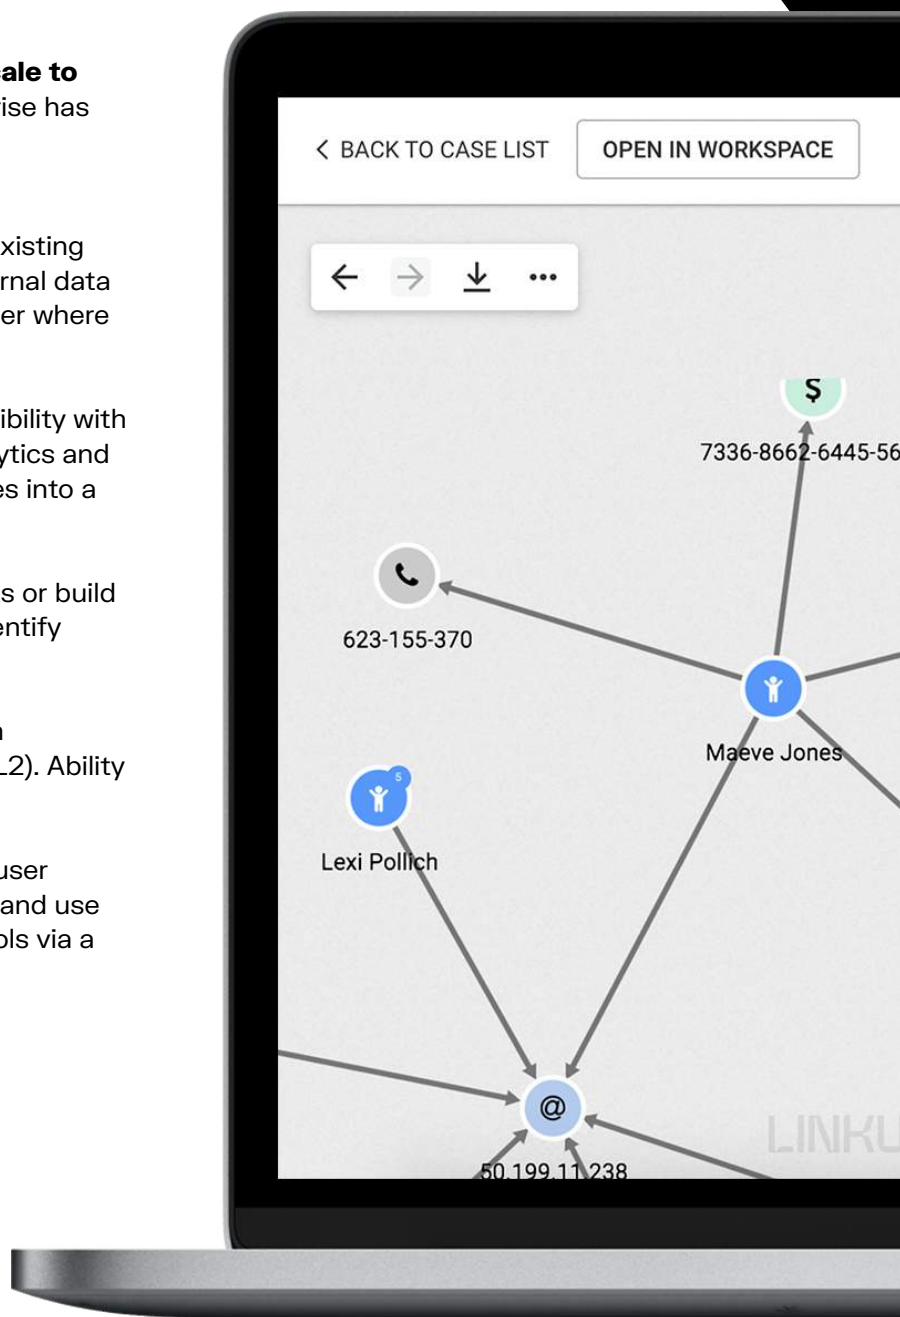 ale to
ise has
xisting
rnal data
er where
ibility with
ytics and
es into a
s or build
entify
L2). Ability
user
and use
ols via a
BACK TO CASE LIST
OPEN IN WORKSPACE
$
7336-8662-6445-56
623-155-370
Maeve Jones
5
Lexi Pollich
@
50.199.11.238
LINKU